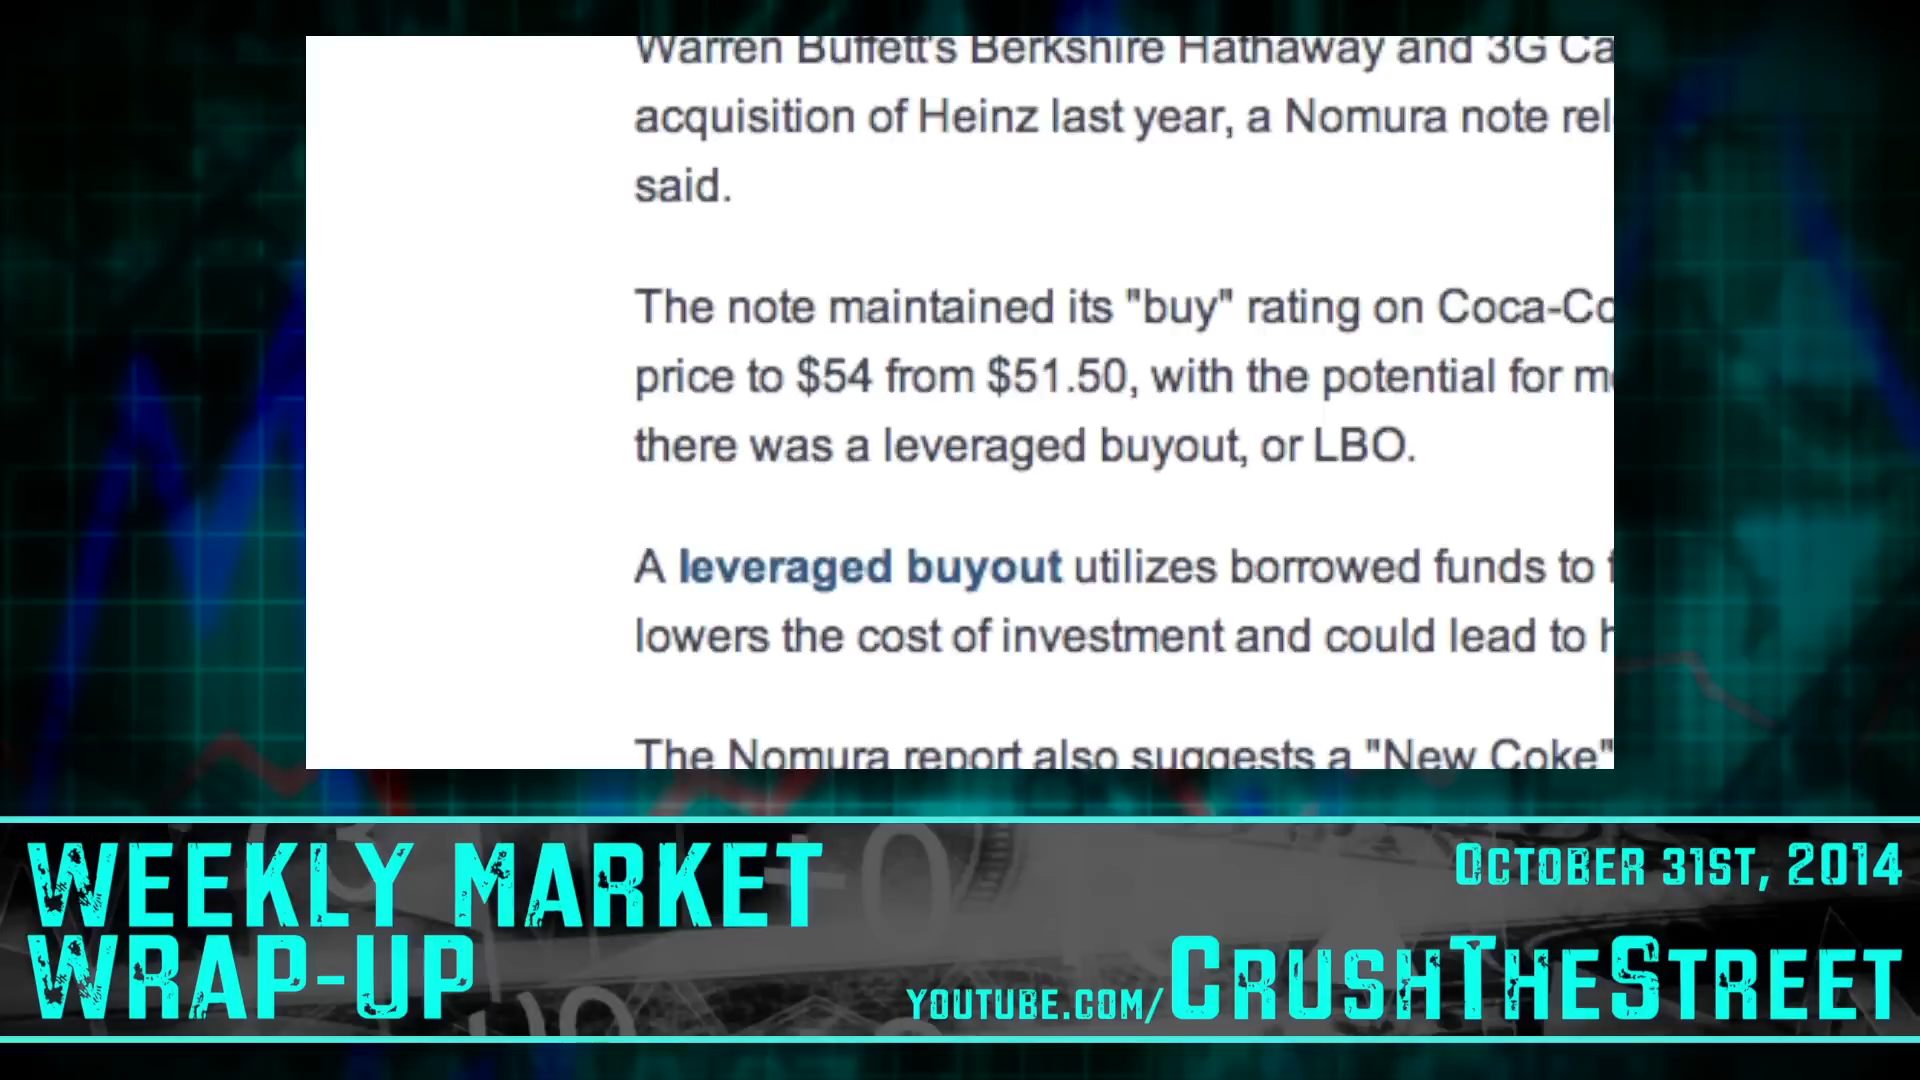 Warren Buffett's Berkshire Hathaway and 3G Ca
acquisition of Heinz last year, a Nomura note rel
said.
The note maintained its "buy" rating on Coca-Co
price to $54 from $51.50, with the potential for m
there was a leveraged buyout, or LBO.
A leveraged buyout utilizes borrowed funds to
lowers the cost of investment and could lead to h
The Nomura report also suggests a "New Coke"
WEEKLY MARKET
WRAP-UP
OCTOBER 31ST, 2014
YOUTUBE.COM/CRUSHTHESTREET